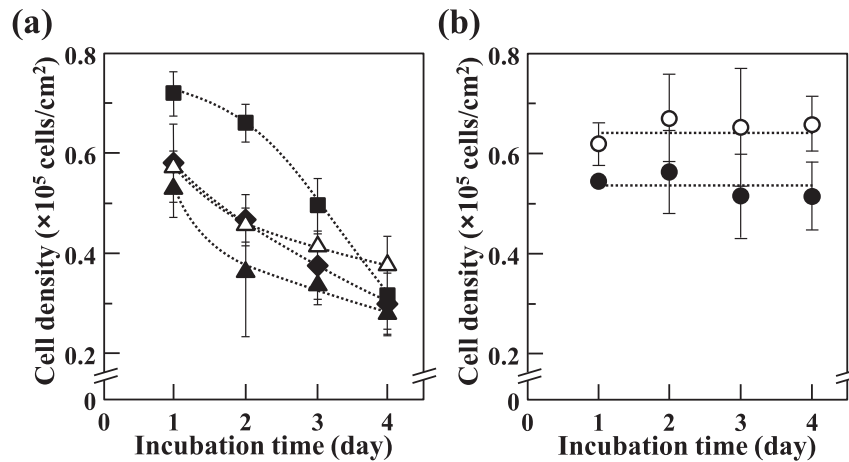 (a)
Cell density (×10⁵ cells/cm²)
0.8
0.6
0.4
0.2
0
0 1 2 3 4
Incubation time (day)
(b)
Cell density (×10⁵ cells/cm²)
0.8
0.6
0.4
0.2
0
0 1 2 3 4
Incubation time (day)